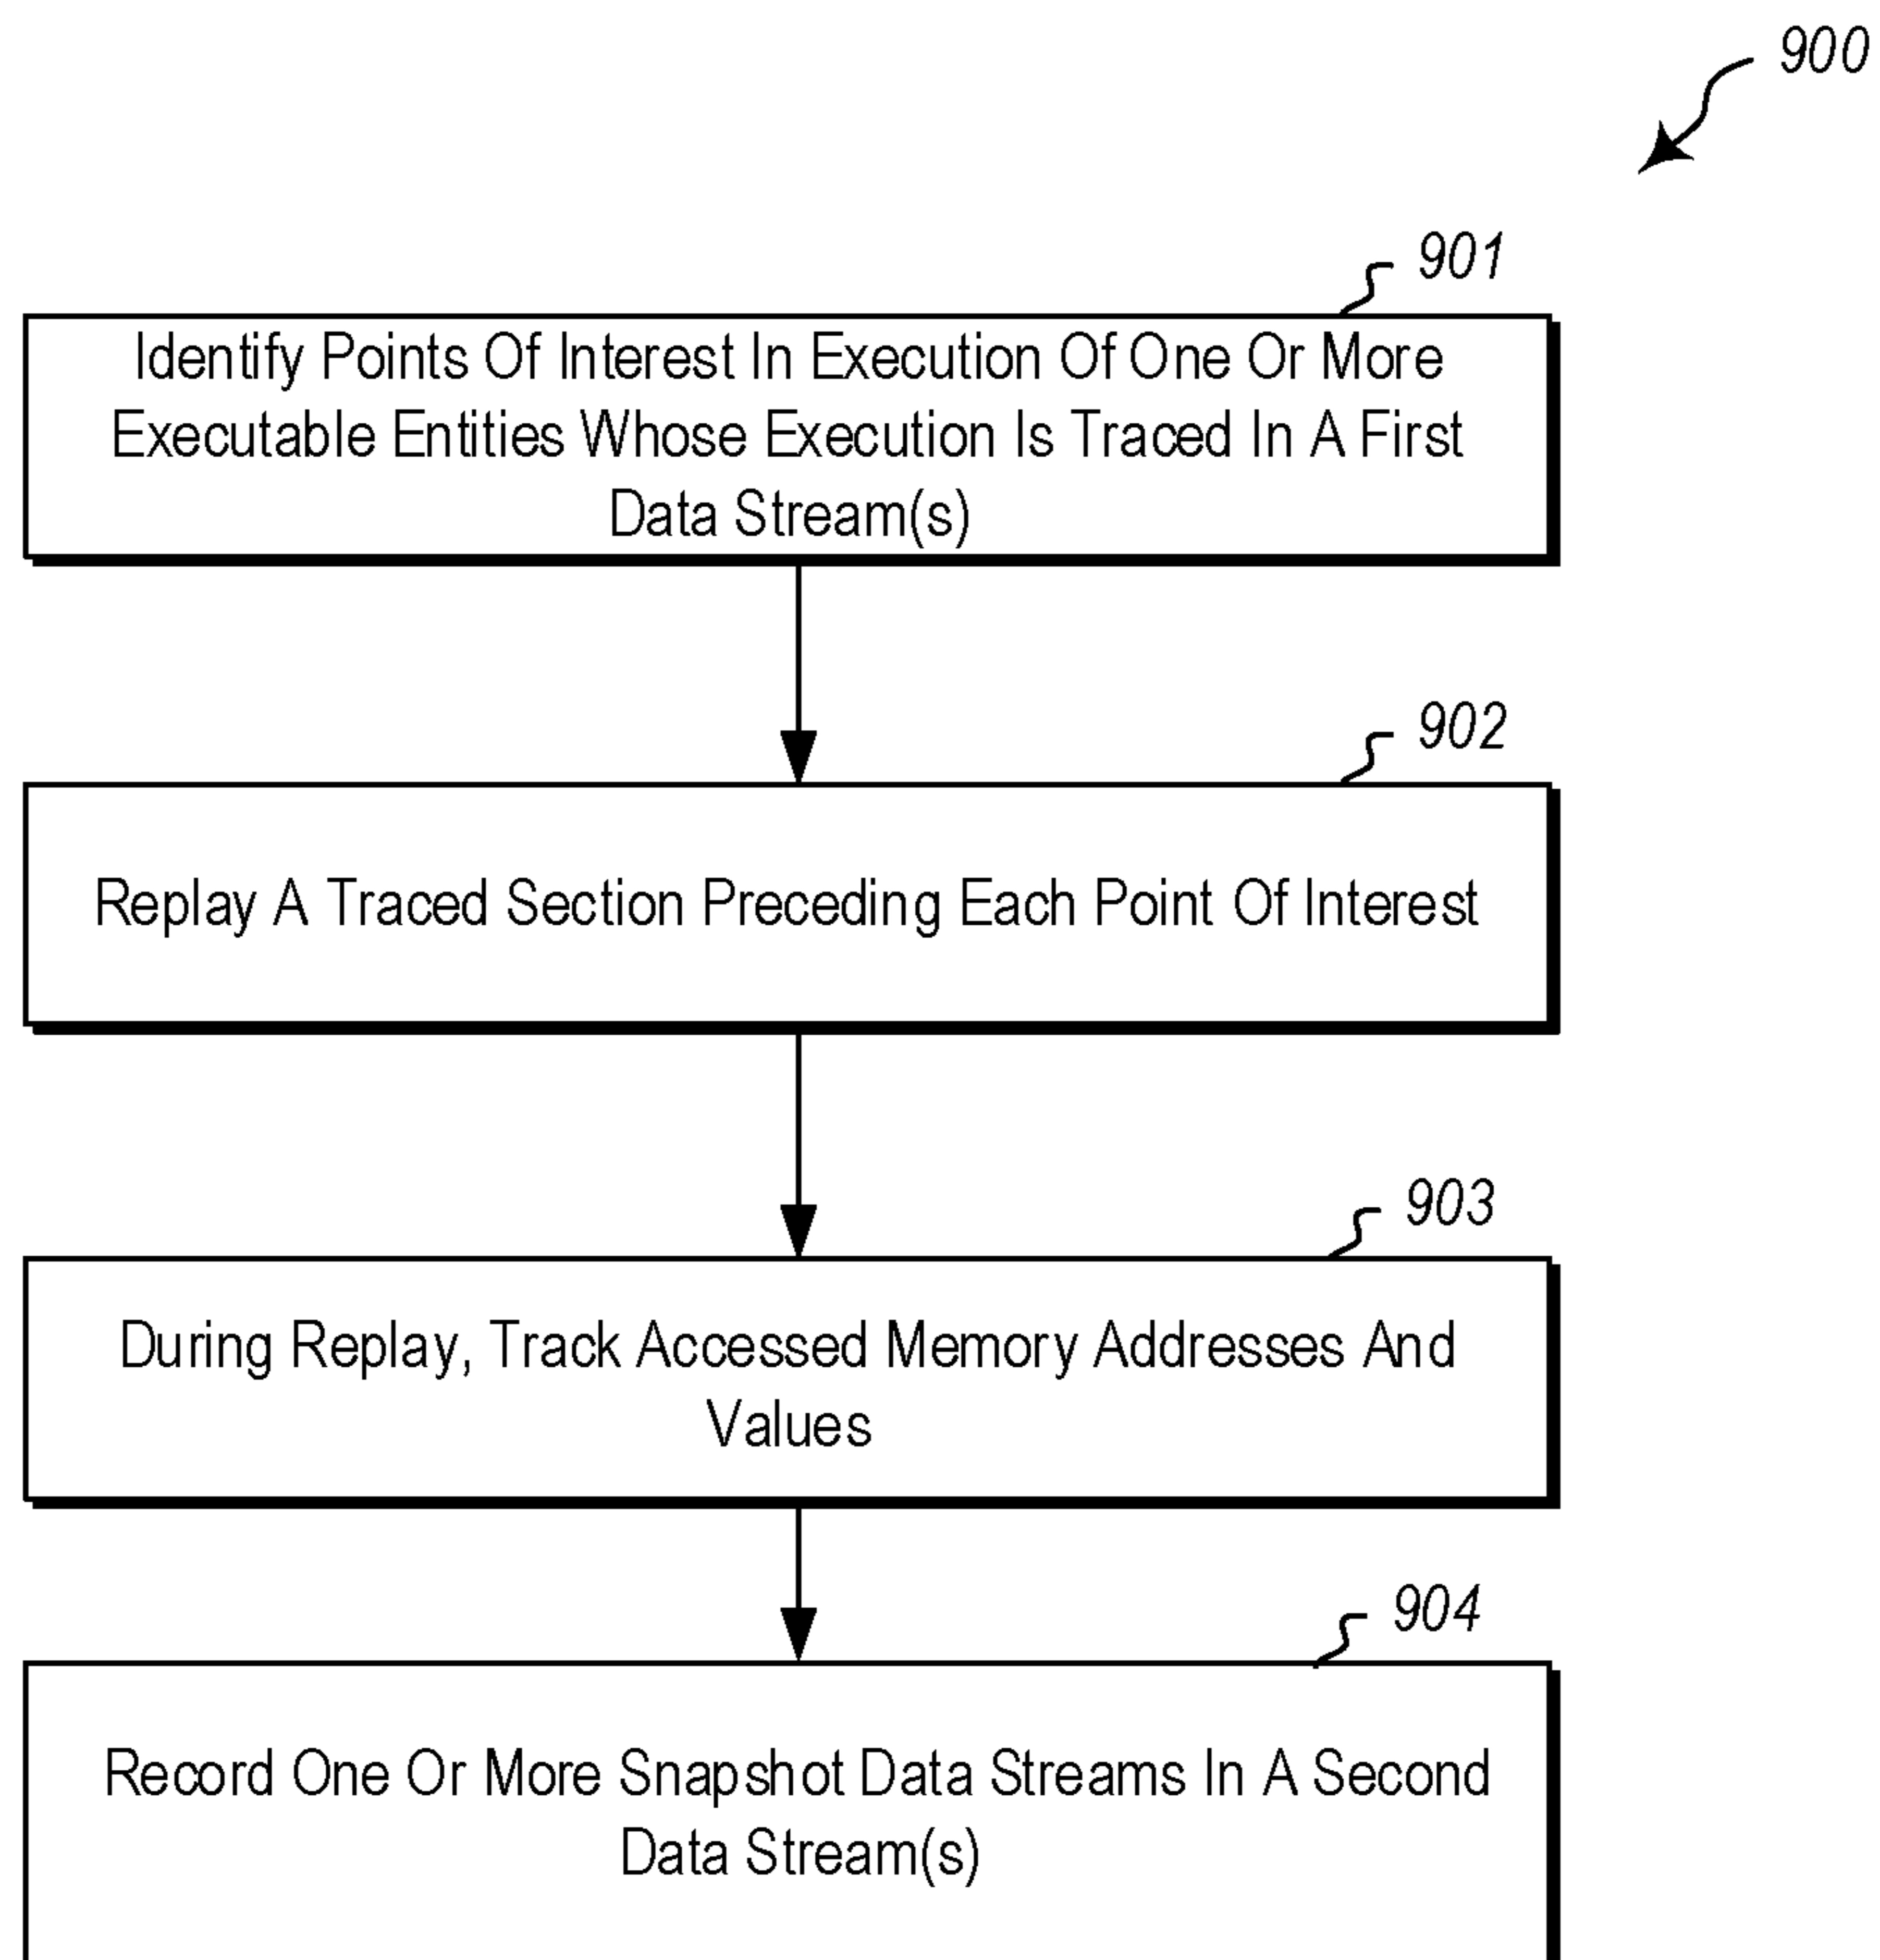 900
901
Identify Points Of Interest In Execution Of One Or More
Executable Entities Whose Execution Is Traced In A First
Data Stream(s)
902
Replay A Traced Section Preceding Each Point Of Interest
903
During Replay, Track Accessed Memory Addresses And
Values
904
Record One Or More Snapshot Data Streams In A Second
Data Stream(s)